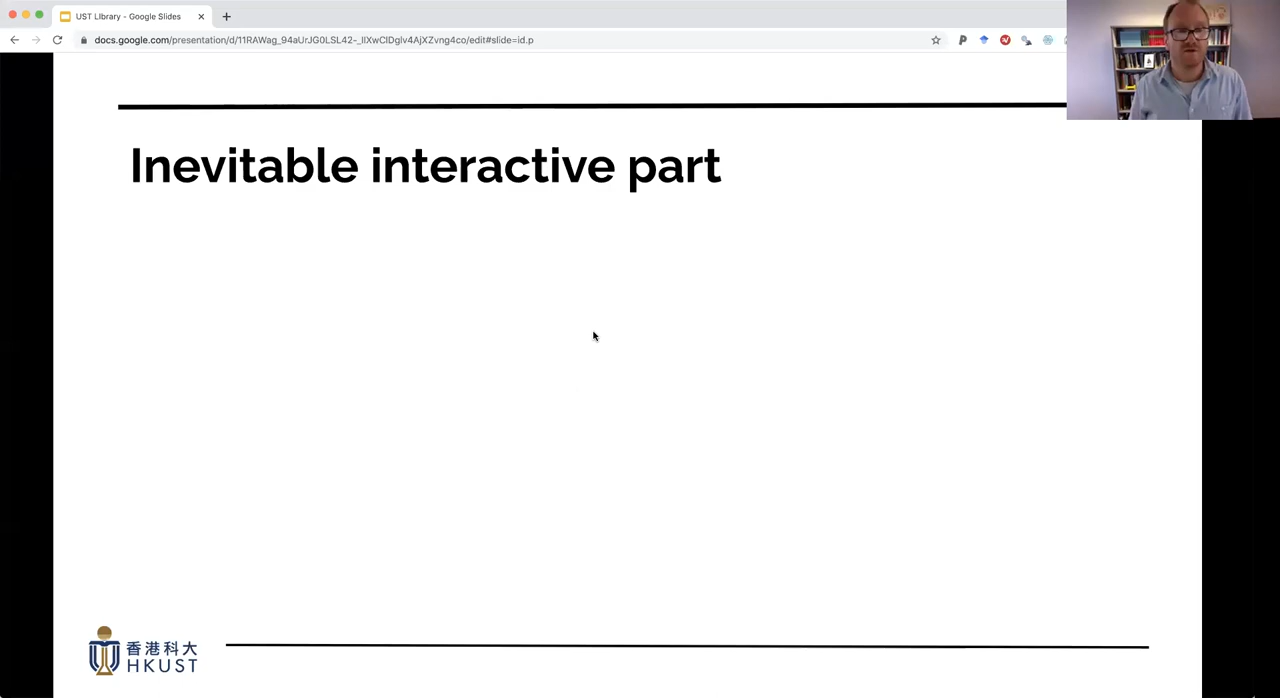 UST LIbrary - Google Slides
docs.google.com/presentation/d/11RAWag_94aUrJG0LSL42-_IIXwClDglv4AjXZvng4co/edit#slide=id.p
Inevitable interactive part
香港科大
HKUST